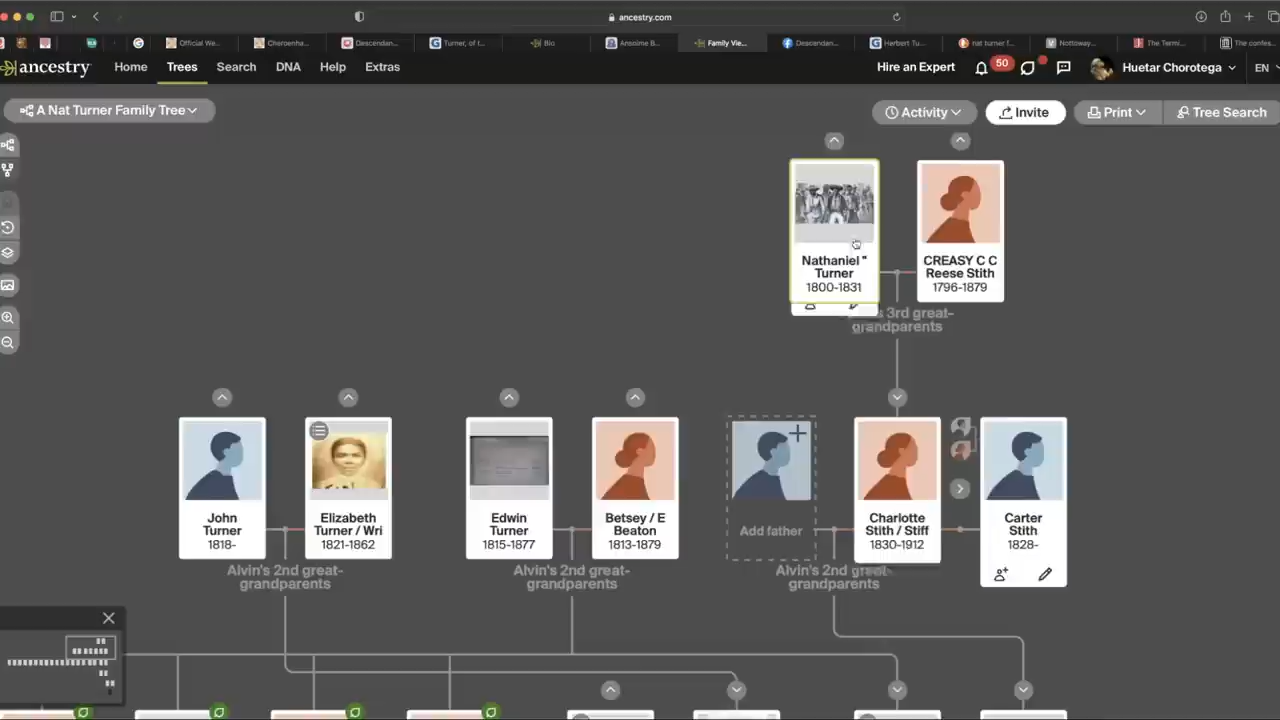 ancestry.com
Official We...
Cheroenha...
Descendan...
Turner, of t...
Bio
Anonime B...
Family Vie...
Descendan...
Herbert Tu...
nat turner f...
Nottoway...
The Termi...
The confes...
ancestry
Home
Trees
Search
DNA
Help
Extras
Hire an Expert
50
Huetar Chorotega
EN
A Nat Turner Family Tree
Activity
Invite
Print
Tree Search
Nathaniel "
Turner
1800-1831
CREASY C C
Reese Stith
1796-1879
3rd great-
grandparents
John
Turner
1818-
Elizabeth
Turner / Wri
1821-1862
Edwin
Turner
1815-1877
Betsey / E
Beaton
1813-1879
Add father
Charlotte
Stith / Stiff
1830-1912
Carter
Stith
1828-
Alvin's 2nd great-
grandparents
Alvin's 2nd great-
grandparents
Alvin's 2nd great-
grandparents